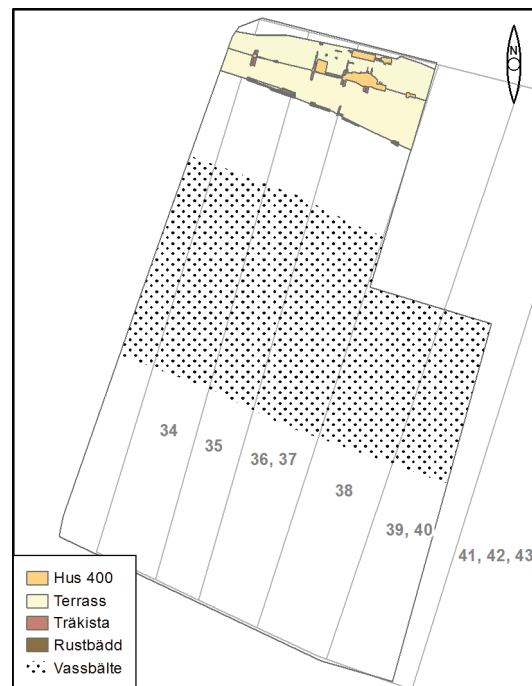 N
34
35
36, 37
38
39, 40
41, 42, 43
Hus 400
Terrass
Träkista
Rustbädd
Vassbälte